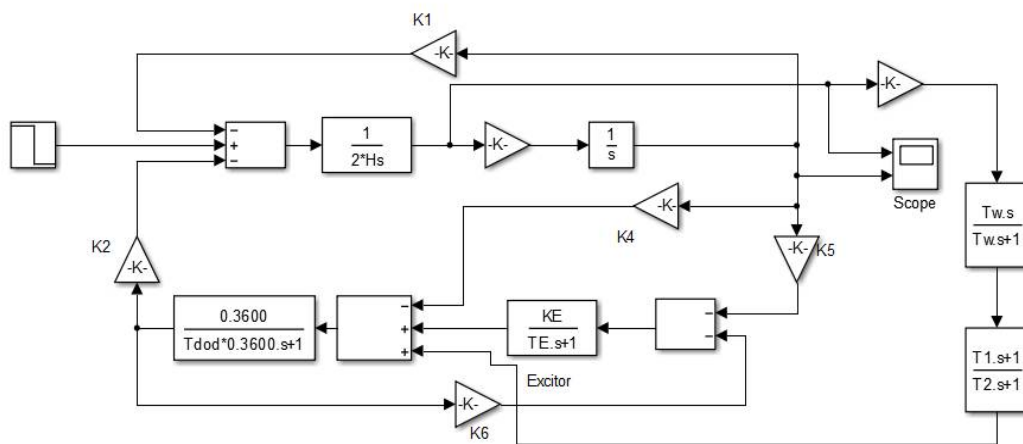 K1
-K-
-K-
−
+
−
1
2*Hs
-K-
1
s
Scope
K2
-K-
-K-
K4
-K-
K5
Tw.s
Tw.s+1
0.3600
Tdod*0.3600.s+1
−
+
+
KE
TE.s+1
−
−
T1.s+1
T2.s+1
Excitor
-K-
K6